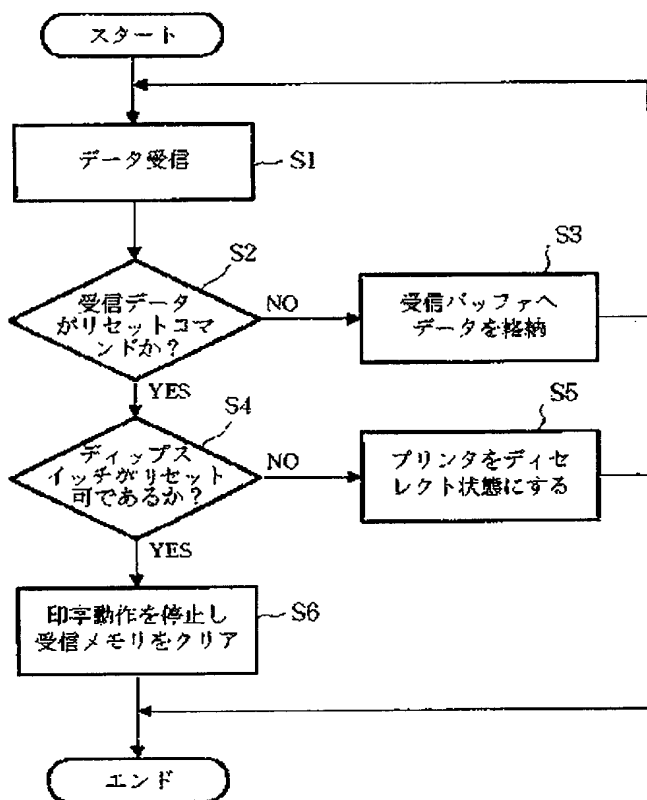 スタート
データ受信
S1
S2
受信データ
がリセットコマ
ンドか？
NO
S3
受信バッファへ
データを格納
YES
S4
ディップス
イッチがリセット
可であるか？
NO
S5
プリンタをディセ
レクト状態にする
YES
印字動作を停止し
受信メモリをクリア
S6
エンド